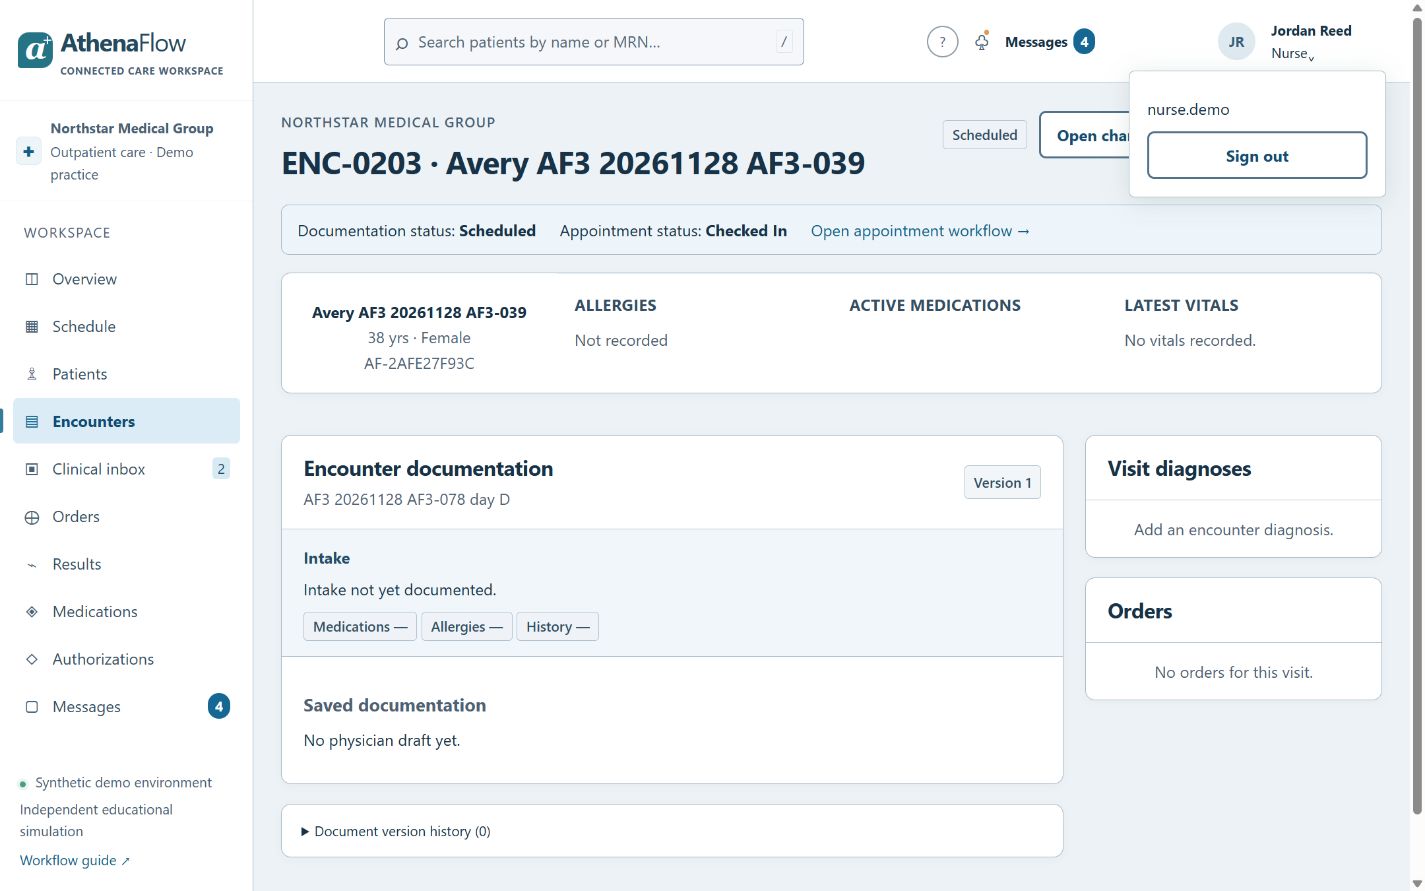 AthenaFlow
CONNECTED CARE WORKSPACE
Search patients by name or MRN...
/
?
Messages 4
JR
Jordan Reed
Nurse
nurse.demo
Sign out
Northstar Medical Group
Outpatient care · Demo
practice
WORKSPACE
Overview
Schedule
Patients
Encounters
Clinical inbox 2
Orders
Results
Medications
Authorizations
Messages 4
Synthetic demo environment
Independent educational
simulation
Workflow guide ↗
NORTHSTAR MEDICAL GROUP
ENC-0203 · Avery AF3 20261128 AF3-039
Scheduled
Open char
Documentation status: Scheduled Appointment status: Checked In Open appointment workflow →
Avery AF3 20261128 AF3-039
38 yrs · Female
AF-2AFE27F93C
ALLERGIES
Not recorded
ACTIVE MEDICATIONS
LATEST VITALS
No vitals recorded.
Encounter documentation
AF3 20261128 AF3-078 day D
Version 1
Intake
Intake not yet documented.
Medications — Allergies — History —
Saved documentation
No physician draft yet.
Document version history (0)
Visit diagnoses
Add an encounter diagnosis.
Orders
No orders for this visit.